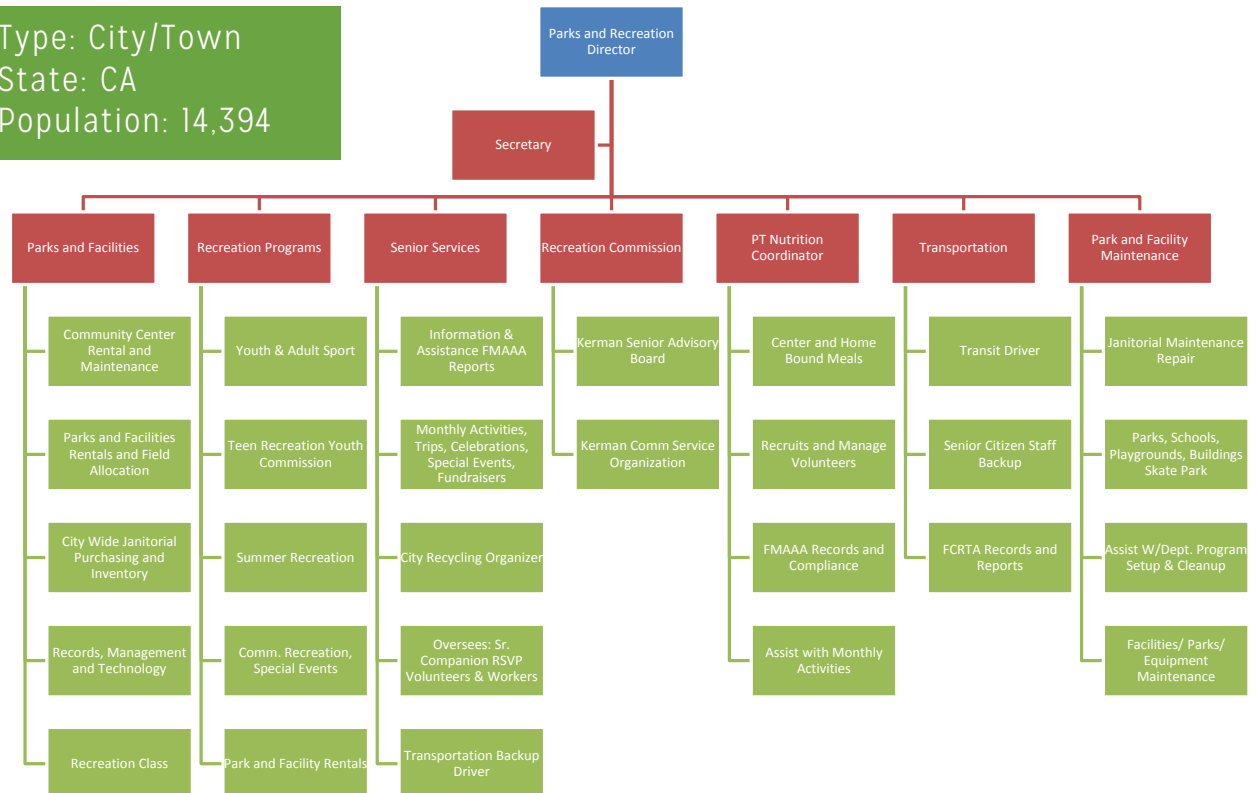 Type: City/Town
State: CA
Population: 14,394
Parks and Recreation
Director
Secretary
Parks and Facilities
Recreation Programs
Senior Services
Recreation Commission
PT Nutrition
Coordinator
Transportation
Park and Facility
Maintenance
Community Center
Rental and
Maintenance
Parks and Facilities
Rentals and Field
Allocation
City Wide Janitorial
Purchasing and
Inventory
Records, Management
and Technology
Recreation Class
Youth & Adult Sport
Teen Recreation Youth
Commission
Summer Recreation
Comm. Recreation,
Special Events
Park and Facility Rentals
Information &
Assistance FMAAA
Reports
Monthly Activities,
Trips, Celebrations,
Special Events,
Fundraisers
City Recycling Organizer
Oversees: Sr.
Companion RSVP
Volunteers & Workers
Transportation Backup
Driver
Kerman Senior Advisory
Board
Kerman Comm Service
Organization
Center and Home
Bound Meals
Recruits and Manage
Volunteers
FMAAA Records and
Compliance
Assist with Monthly
Activities
Transit Driver
Senior Citizen Staff
Backup
FCRTA Records and
Reports
Janitorial Maintenance
Repair
Parks, Schools,
Playgrounds, Buildings
Skate Park
Assist W/Dept. Program
Setup & Cleanup
Facilities/ Parks/
Equipment
Maintenance